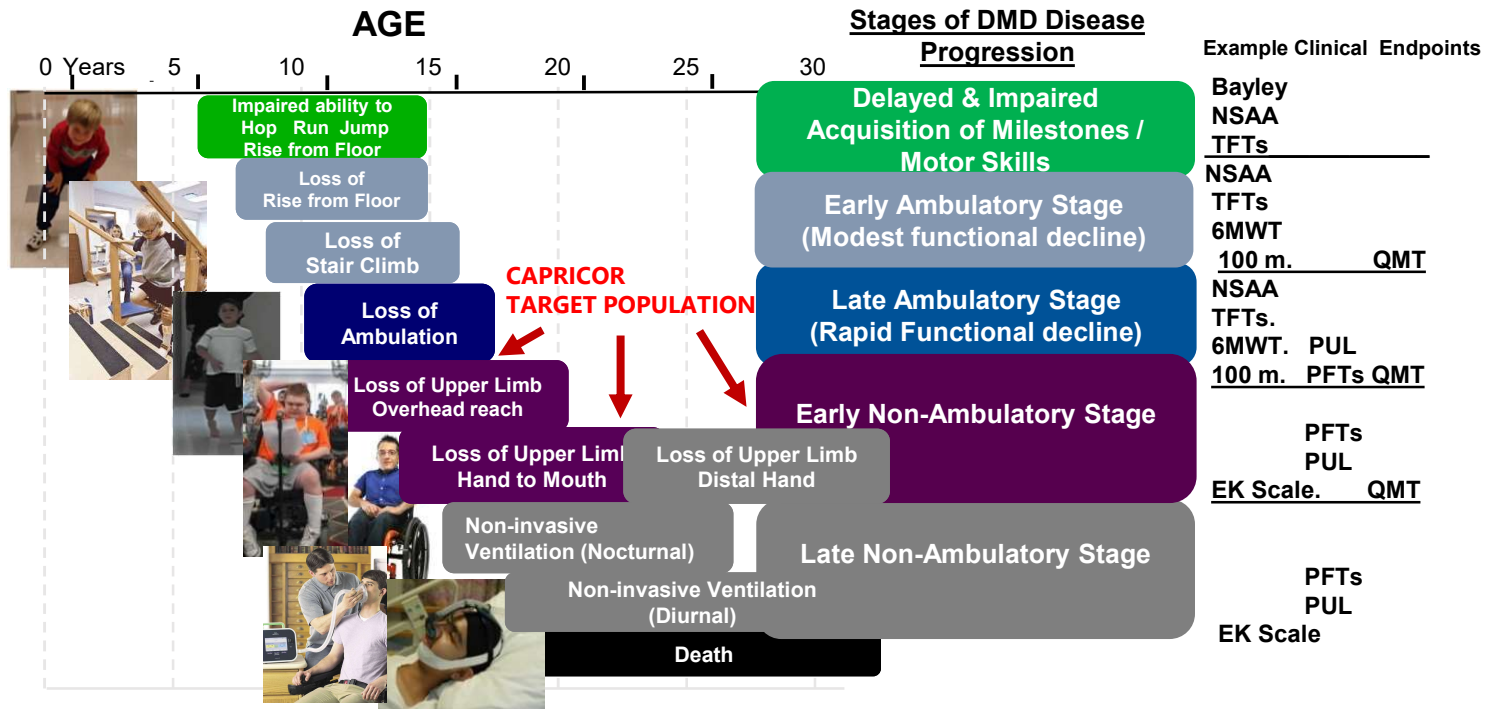 AGE
0 Years 5 10 15 20 25 30
Impaired ability to
Hop Run Jump
Rise from Floor
Loss of
Rise from Floor
Loss of
Stair Climb
Loss of
Ambulation
CAPRICOR
TARGET POPULATION
Loss of Upper Limb
Overhead reach
Loss of Upper
Hand to Mouth
Loss of Upper Limb
Distal Hand
Non-invasive
Ventilation (Nocturnal)
Non-invasive Ventilation
(Diurnal)
Death
Stages of DMD Disease
Progression
Delayed & Impaired
Acquisition of Milestones /
Motor Skills
Early Ambulatory Stage
(Modest functional decline)
Late Ambulatory Stage
(Rapid Functional decline)
Early Non-Ambulatory Stage
Late Non-Ambulatory Stage
Example Clinical Endpoints
Bayley
NSAA
TFTs
NSAA
TFTs
6MWT
100 m. QMT
NSAA
TFTs.
6MWT. PUL
100 m. PFTs QMT
PFTs
PUL
EK Scale. QMT
PFTs
PUL
EK Scale